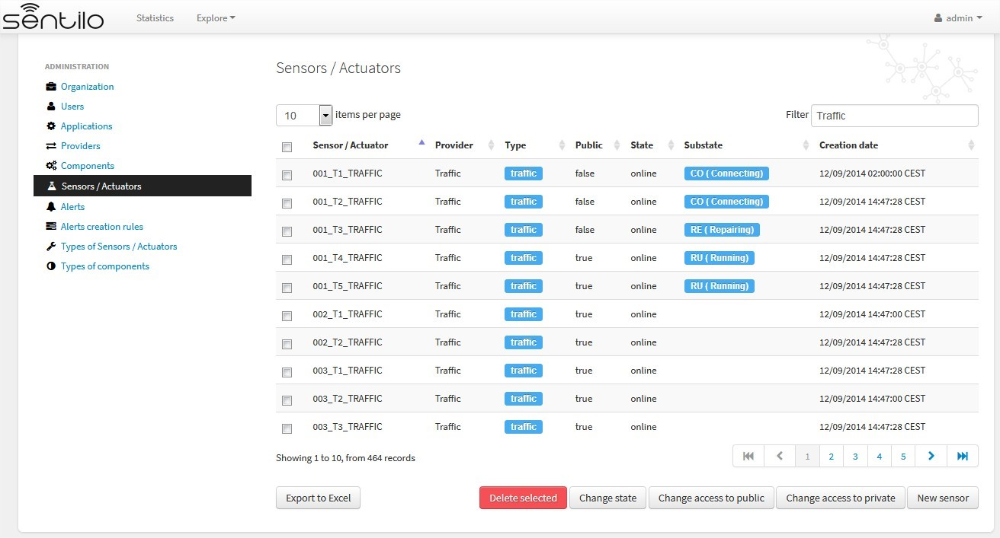 sentilo Statistics Explore admin
ADMINISTRATION
Organization
Users
Applications
Providers
Components
Sensors / Actuators
Alerts
Alerts creation rules
Types of Sensors / Actuators
Types of components
Sensors / Actuators
10 items per page Filter Traffic
Sensor / Actuator Provider Type Public State Substate Creation date
001_T1_TRAFFIC Traffic traffic false online CO ( Connecting) 12/09/2014 02:00:00 CEST
001_T2_TRAFFIC Traffic traffic false online CO ( Connecting) 12/09/2014 14:47:28 CEST
001_T3_TRAFFIC Traffic traffic false online RE ( Repairing) 12/09/2014 14:47:28 CEST
001_T4_TRAFFIC Traffic traffic true online RU ( Running) 12/09/2014 14:47:28 CEST
001_T5_TRAFFIC Traffic traffic true online RU ( Running) 12/09/2014 14:47:28 CEST
002_T1_TRAFFIC Traffic traffic true online 12/09/2014 14:47:00 CEST
002_T2_TRAFFIC Traffic traffic true online 12/09/2014 14:47:00 CEST
003_T1_TRAFFIC Traffic traffic true online 12/09/2014 14:47:28 CEST
003_T2_TRAFFIC Traffic traffic true online 12/09/2014 14:47:00 CEST
003_T3_TRAFFIC Traffic traffic true online 12/09/2014 14:47:28 CEST
Showing 1 to 10, from 464 records 1 2 3 4 5
Export to Excel Delete selected Change state Change access to public Change access to private New sensor